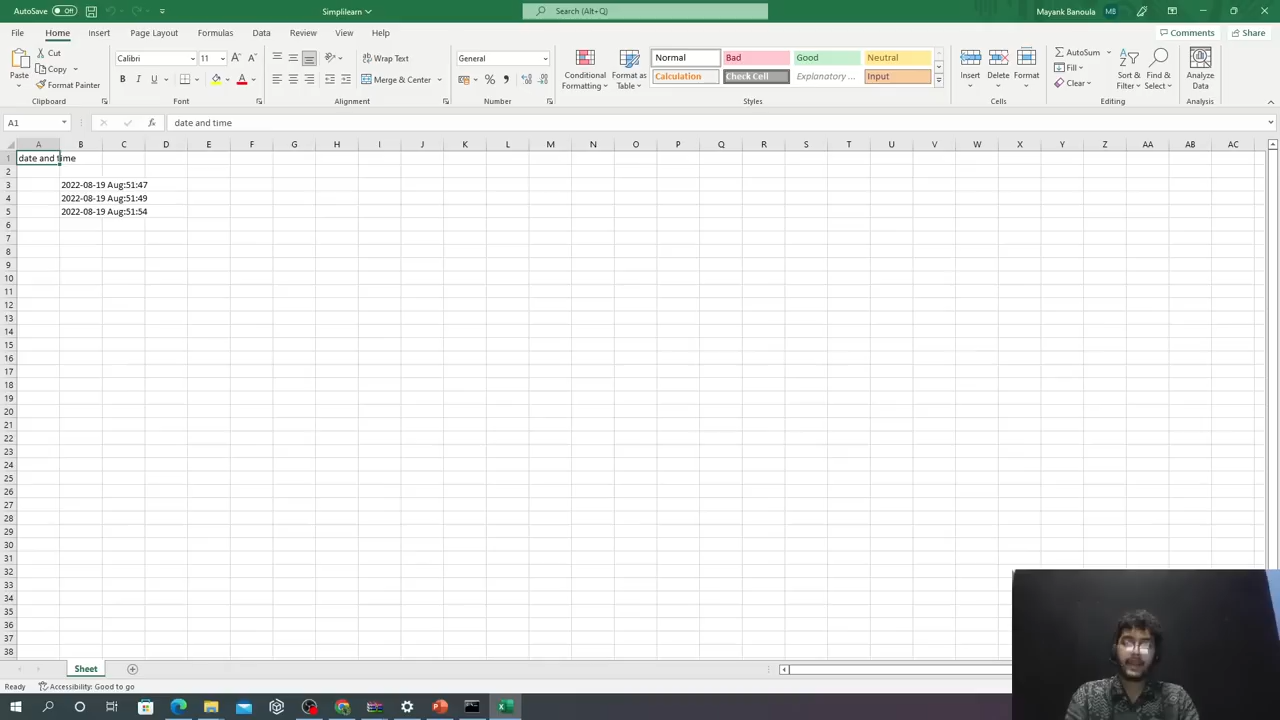 AutoSave Off Simplilearn Search (Alt+Q) Mayank Banoula MB
File Home Insert Page Layout Formulas Data Review View Help Comments Share
Paste Cut Copy Format Painter Clipboard
Calibri 11 A A B I U A Font
Wrap Text Merge & Center Alignment
General % Number
Conditional Formatting Format as Table Normal Bad Good Neutral Calculation Check Cell Explanatory ... Input Styles
Insert Delete Format Cells
AutoSum Fill Clear Sort & Filter Find & Select Editing
Analyze Data Analysis
A1 fx date and time
A B C D E F G H I J K L M N O P Q R S T U V W X Y Z AA AB AC
1 date and time
2
3 2022-08-19 Aug:51:47
4 2022-08-19 Aug:51:49
5 2022-08-19 Aug:51:54
6
7
8
9
10
11
12
13
14
15
16
17
18
19
20
21
22
23
24
25
26
27
28
29
30
31
32
33
34
35
36
37
38
Sheet
Ready Accessibility: Good to go